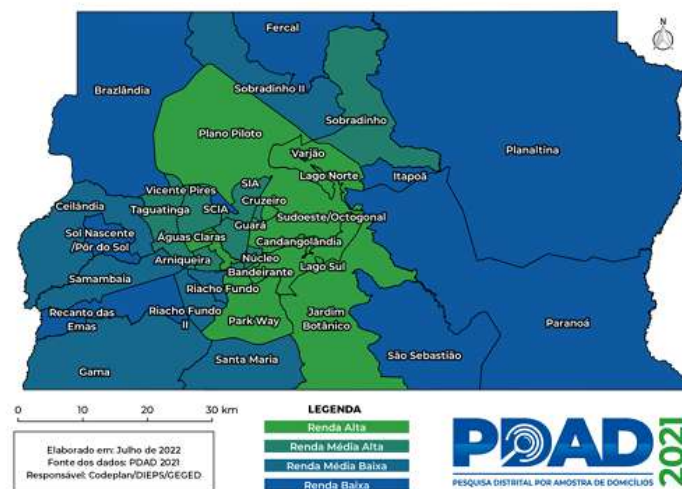 Fercal
Brazlândia
Sobradinho II
Sobradinho
Plano Piloto
Planaltina
Varjão
Lago Norte
Itapoã
Vicente Pires
SIA
Ceilândia
Taguatinga
SCIA
Cruzeiro
Sudoeste/Octogonal
Sol Nascente
/Pôr do Sol
Águas Claras
Guará
Candangolândia
Arniqueira
Núcleo
Bandeirante
Lago Sul
Samambaia
Riacho Fundo
Recanto das
Emas
Riacho Fundo
II
Park Way
Jardim
Botânico
Paranoá
São Sebastião
Gama
Santa Maria
N
0 10 20 30 km
LEGENDA
Renda Alta
Renda Média Alta
Renda Média Baixa
Renda Baixa
Elaborado em: Julho de 2022
Fonte dos dados: PDAD 2021
Responsável: Codeplan/DIEPS/GEGED
PDAD
2021
PESQUISA DISTRITAL POR AMOSTRA DE DOMICÍLIOS